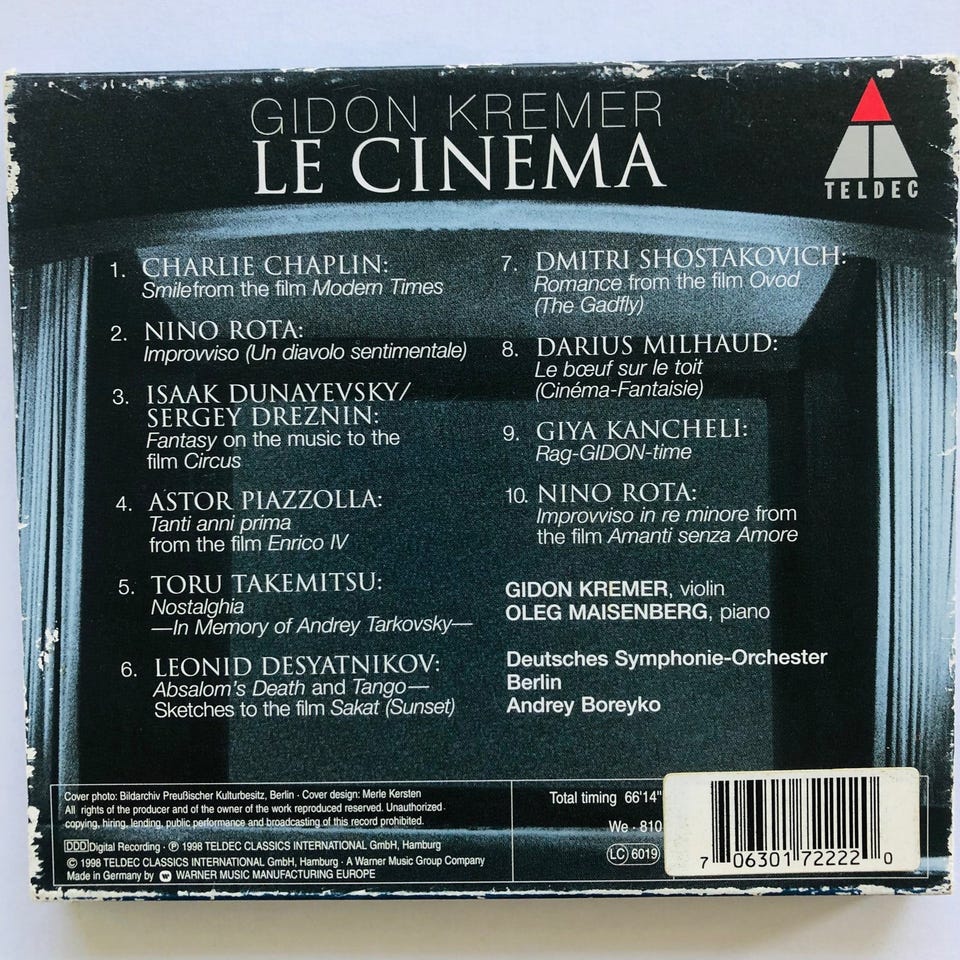 GIDON KREMER
LE CINEMA
TELDEC
1. CHARLIE CHAPLIN:
Smilefrom the film Modern Times
2. NINO ROTA:
Improvviso (Un diavolo sentimentale)
3. ISAAK DUNAYEVSKY/
SERGEY DREZNIN:
Fantasy on the music to the
film Circus
4. ASTOR PIAZZOLLA:
Tanti anni prima
from the film Enrico IV
5. TORU TAKEMITSU:
Nostalghia
—In Memory of Andrey Tarkovsky—
6. LEONID DESYATNIKOV:
Absalom's Death and Tango—
Sketches to the film Sakat (Sunset)
7. DMITRI SHOSTAKOVICH:
Romance from the film Ovod
(The Gadfly)
8. DARIUS MILHAUD:
Le bœuf sur le toit
(Cinéma-Fantaisie)
9. GIYA KANCHELI:
Rag-GIDON-time
10. NINO ROTA:
Improvviso in re minore from
the film Amanti senza Amore
GIDON KREMER, violin
OLEG MAISENBERG, piano
Deutsches Symphonie-Orchester
Berlin
Andrey Boreyko
Cover photo: Bildarchiv Preußischer Kulturbesitz, Berlin · Cover design: Merle Kersten
All rights of the producer and of the owner of the work reproduced reserved. Unauthorized
copying, hiring, lending, public performance and broadcasting of this record prohibited.
DDD Digital Recording · ℗ 1998 TELDEC CLASSICS INTERNATIONAL GmbH, Hamburg
© 1998 TELDEC CLASSICS INTERNATIONAL GmbH, Hamburg · A Warner Music Group Company
Made in Germany by W WARNER MUSIC MANUFACTURING EUROPE
Total timing 66'14"
We · 810
LC 6019
7 06301 72222 0